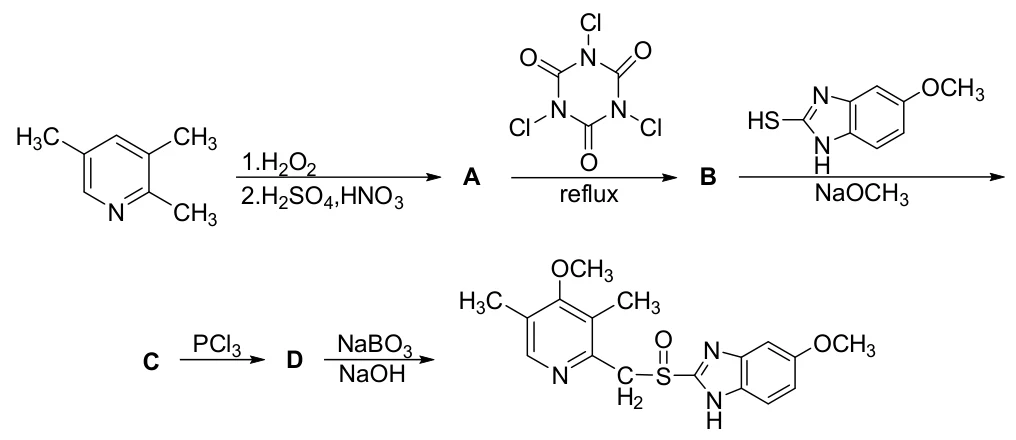 Cl
O N O
H₃C CH₃
N N
Cl O Cl
N CH₃
1.H₂O₂
2.H₂SO₄,HNO₃
A
reflux
B
N OCH₃
HS
N
H
NaOCH₃
OCH₃
H₃C CH₃
N C
H₂
O
S
N OCH₃
N
H
C
PCl₃
D
NaBO₃
NaOH